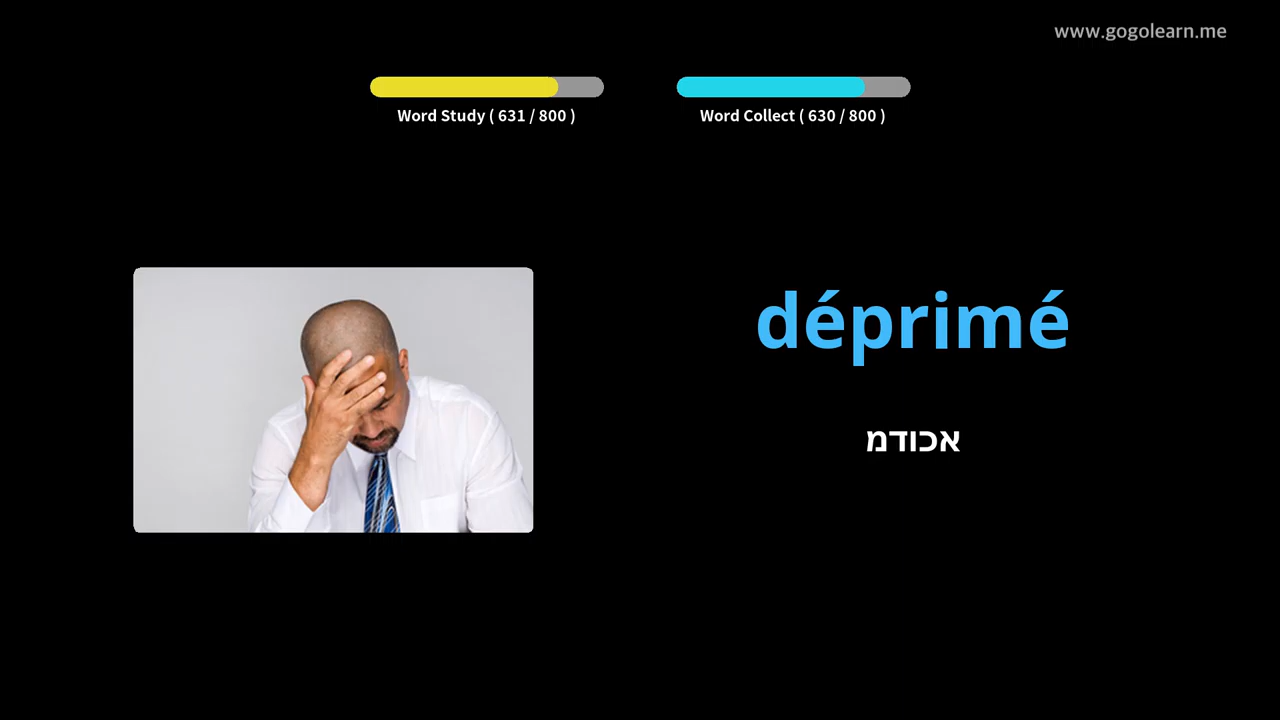 www.gogolearn.me
Word Study ( 631 / 800 )
Word Collect ( 630 / 800 )
déprimé
אכודמ